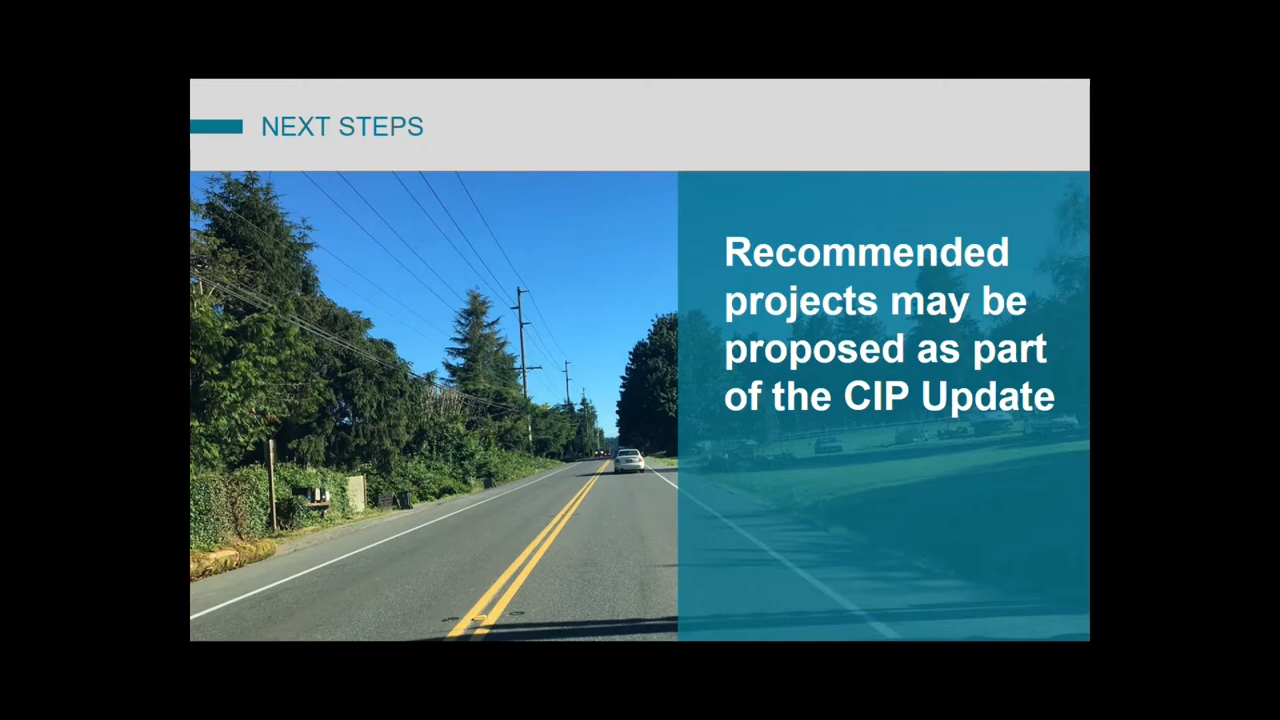 NEXT STEPS
Recommended
projects may be
proposed as part
of the CIP Update